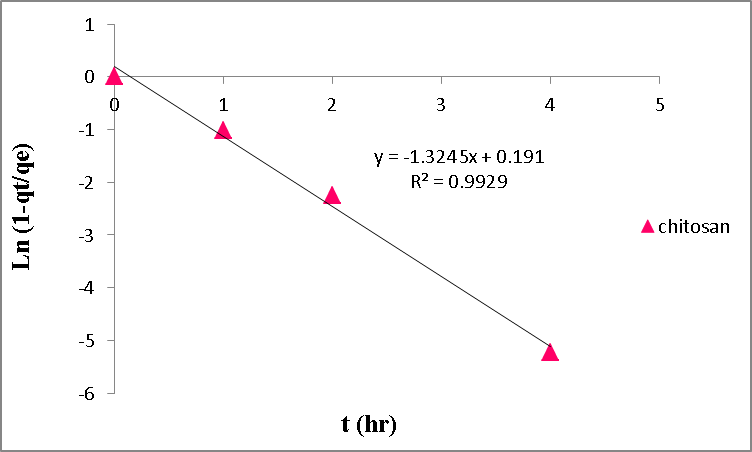 1
0
-1
-2
-3
-4
-5
-6
0 1 2 3 4 5
Ln (1-qt/qe)
y = -1.3245x + 0.191
R² = 0.9929
chitosan
t (hr)